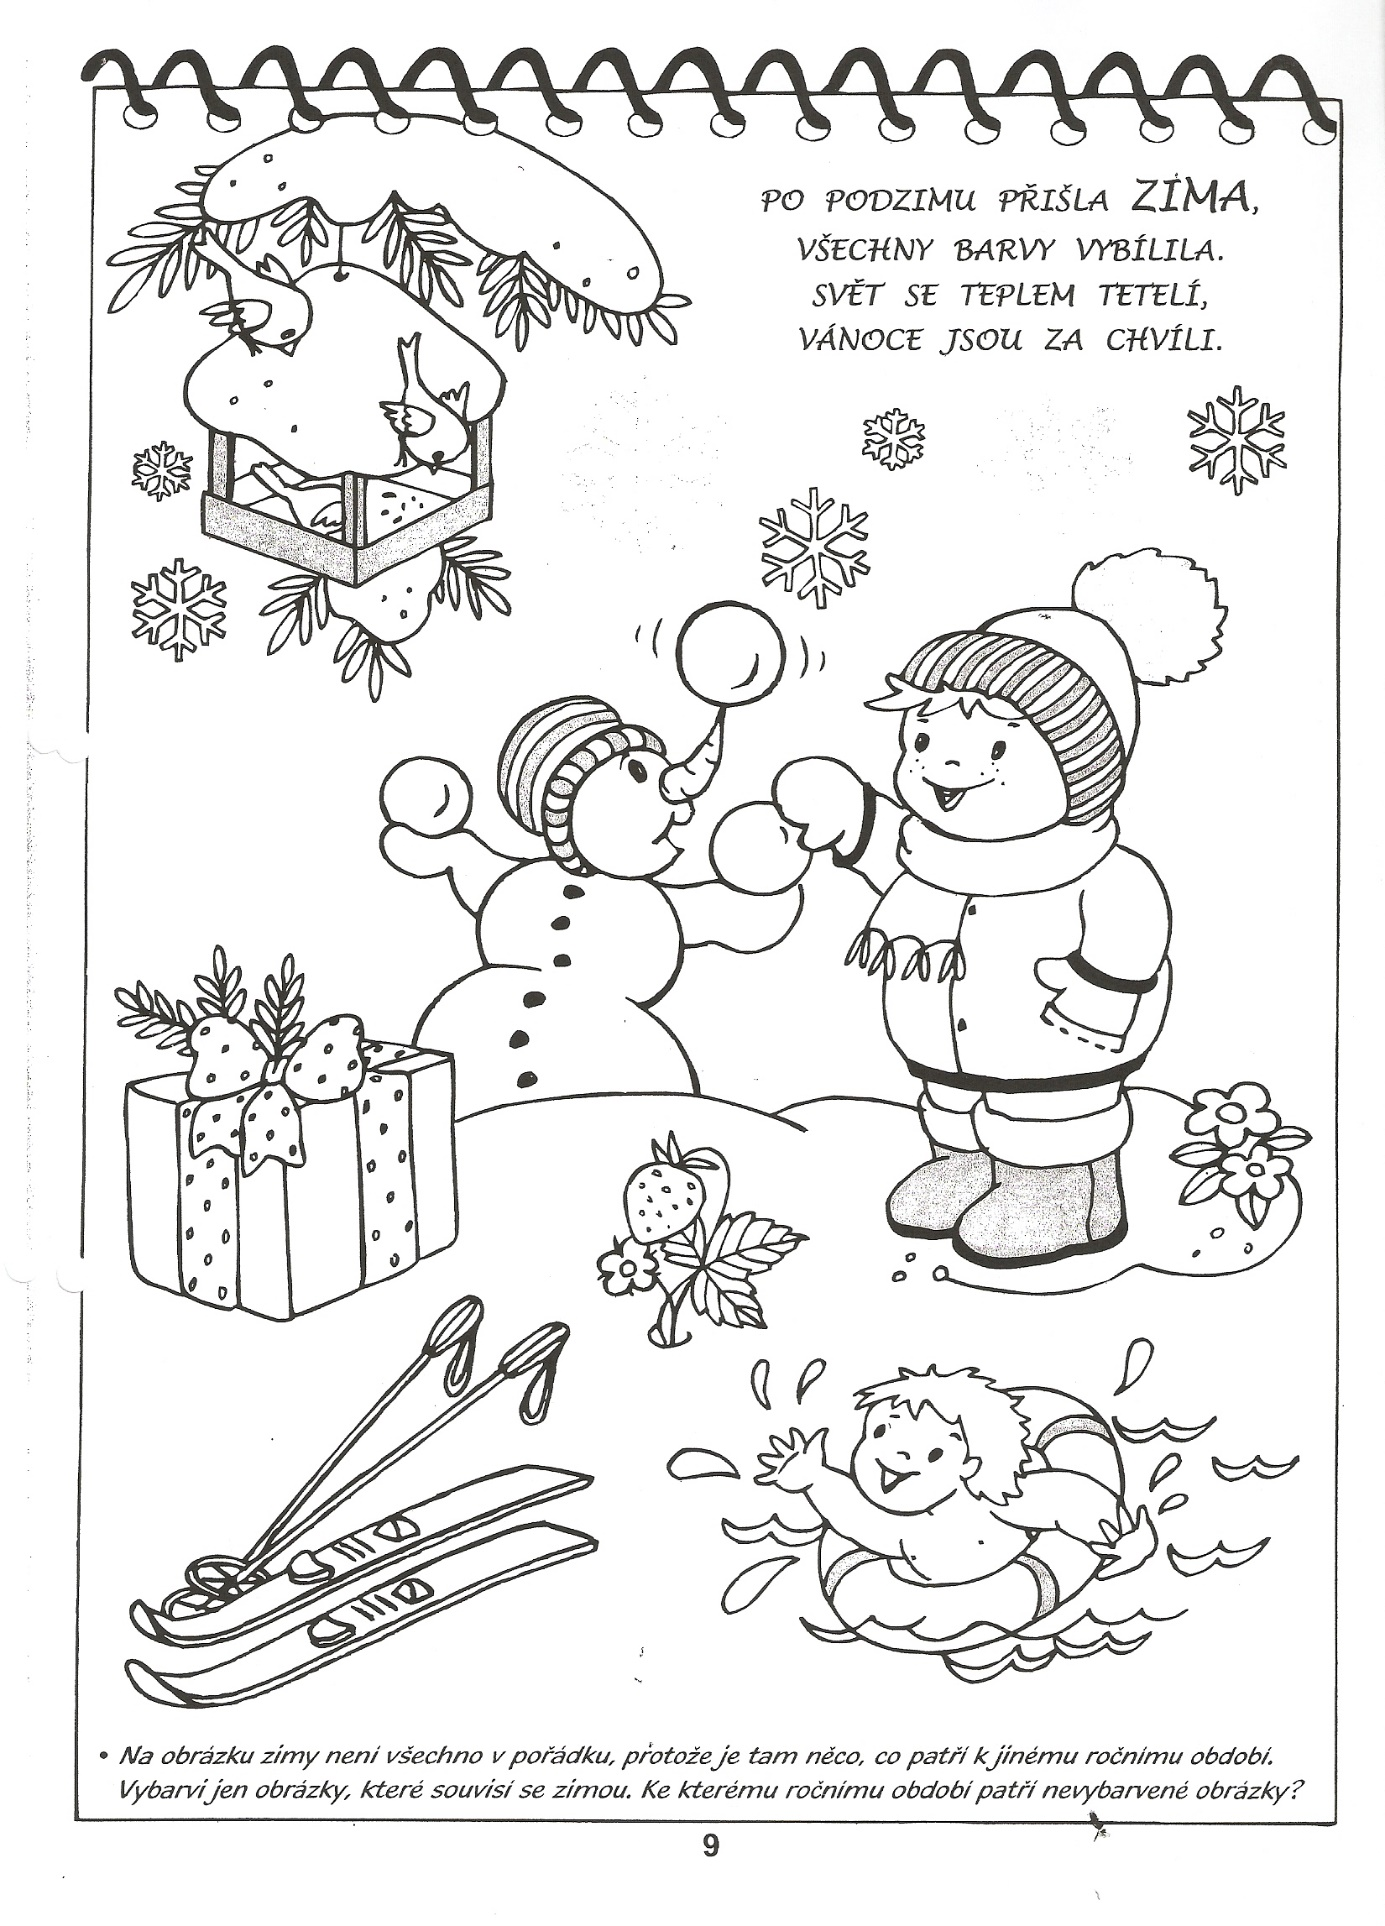 PO PODZIMU PŘIŠLA ZIMA,
VŠECHNY BARVY VYBÍLILA.
SVĚT SE TEPLEM TETELÍ,
VÁNOCE JSOU ZA CHVÍLI.
• Na obrázku zimy není všechno v pořádku, protože je tam něco, co patří k jinému ročnímu období.
Vybarvi jen obrázky, které souvisí se zimou. Ke kterému ročnímu období patří nevybarvené obrázky?
9